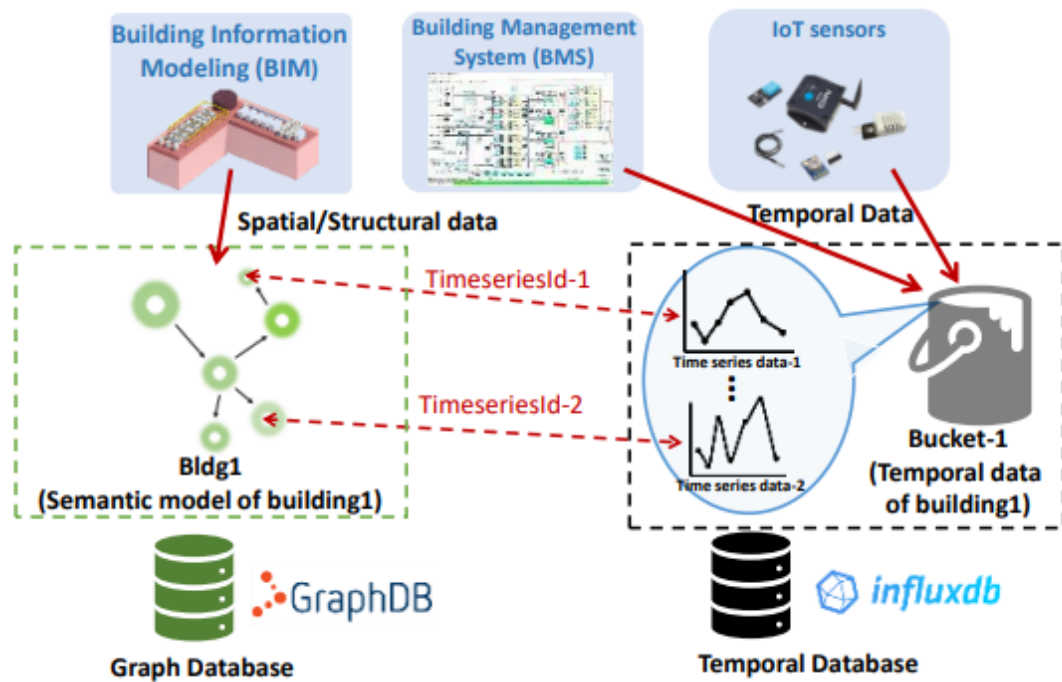 Building Information
Modeling (BIM)
Building Management
System (BMS)
IoT sensors
Spatial/Structural data
Temporal Data
TimeseriesId-1
Time series data-1
TimeseriesId-2
Time series data-2
Bldg1
(Semantic model of building1)
Bucket-1
(Temporal data
of building1)
GraphDB
influxdb
Graph Database
Temporal Database